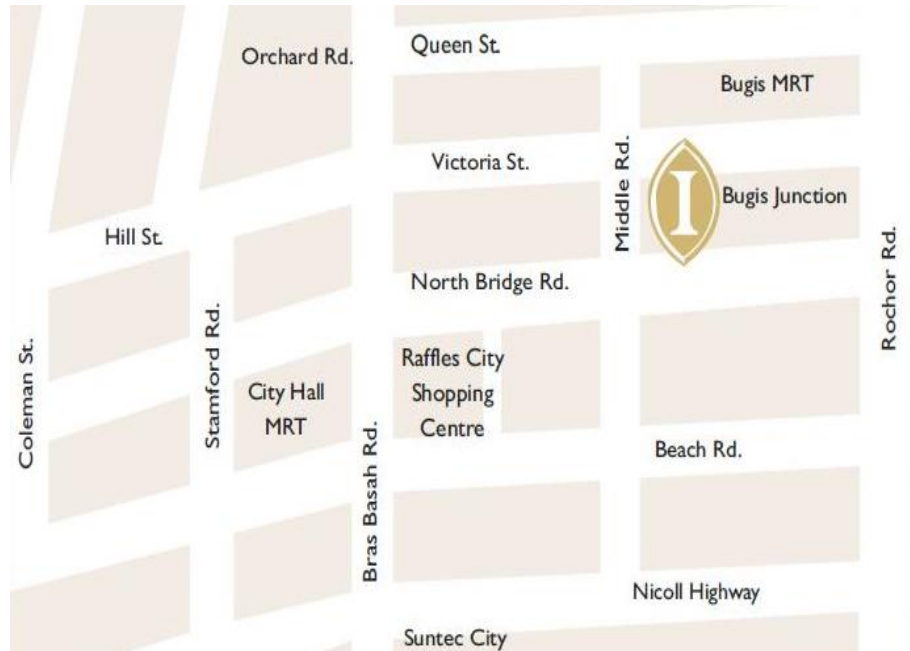 Orchard Rd.
Queen St.
Bugis MRT
Victoria St.
Middle Rd.
I
Bugis Junction
Hill St.
North Bridge Rd.
Rochor Rd.
Coleman St.
Stamford Rd.
City Hall
MRT
Raffles City
Shopping
Centre
Bras Basah Rd.
Beach Rd.
Nicoll Highway
Suntec City